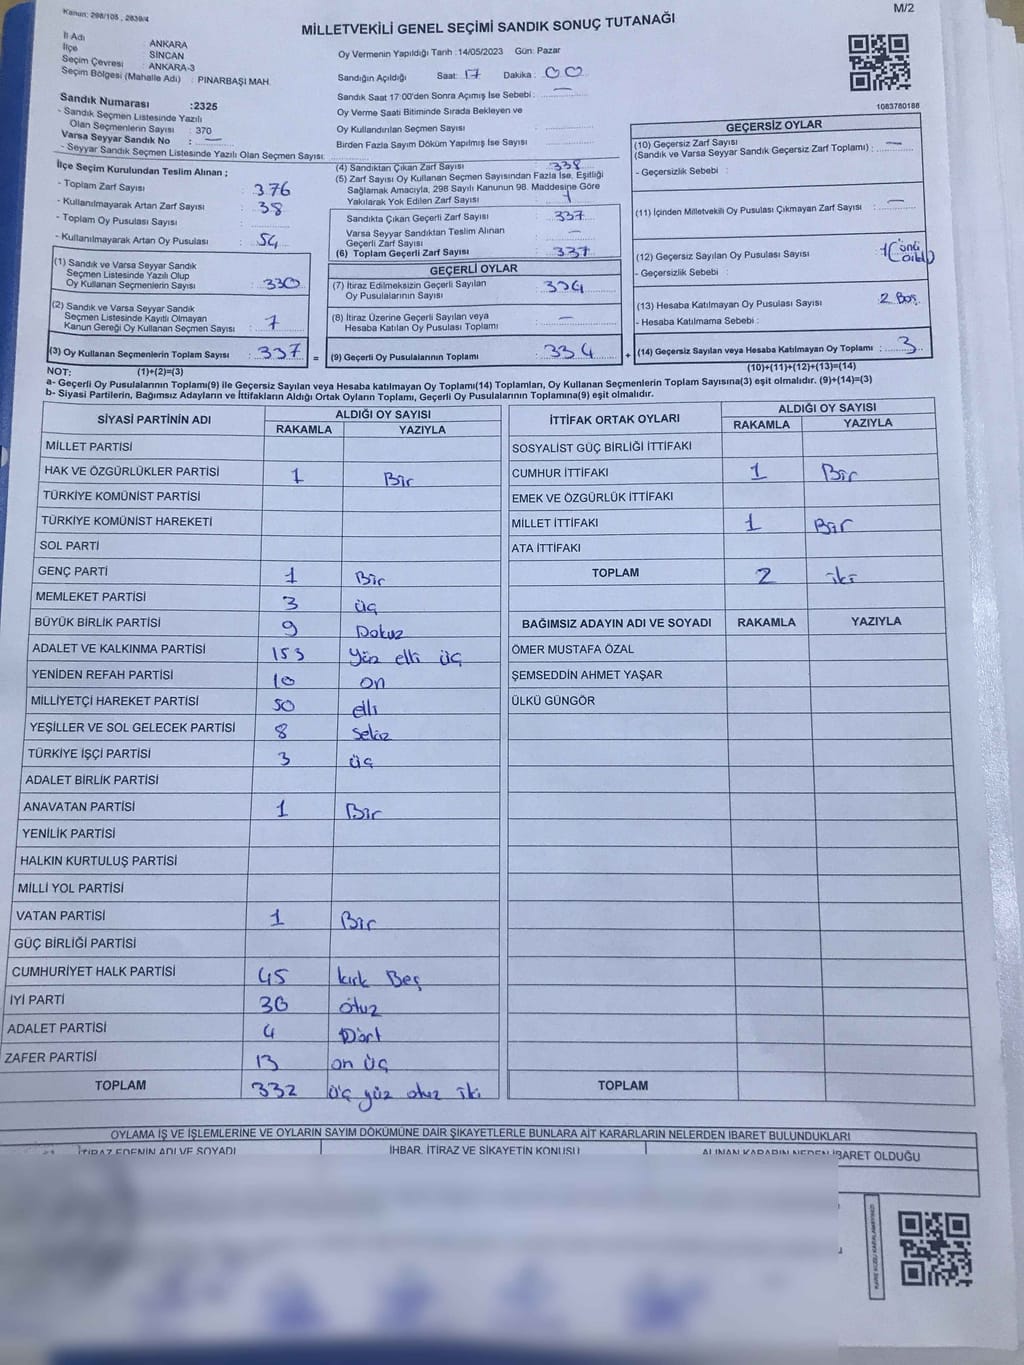 Kanun: 298/105 , 2839/4
M/2
MİLLETVEKİLİ GENEL SEÇİMİ SANDIK SONUÇ TUTANAĞI
İl Adı : ANKARA
İlçe : SİNCAN
Seçim Çevresi : ANKARA-3
Seçim Bölgesi (Mahalle Adı) : PINARBAŞI MAH.
Sandık Numarası :2325
- Sandık Seçmen Listesinde Yazılı
Olan Seçmenlerin Sayısı : 370
Varsa Seyyar Sandık No : —
- Seyyar Sandık Seçmen Listesinde Yazılı Olan Seçmen Sayısı:
Oy Vermenin Yapıldığı Tarih :14/05/2023 Gün: Pazar
Sandığın Açıldığı Saat: 17 Dakika : 00
Sandık Saat 17:00'den Sonra Açımış İse Sebebi : —
Oy Verme Saati Bitiminde Sırada Bekleyen ve
Oy Kullandırılan Seçmen Sayısı :
Birden Fazla Sayım Döküm Yapılmış İse Sayısı :
1083780186
İlçe Seçim Kurulundan Teslim Alınan ;
- Toplam Zarf Sayısı : 376
- Kullanılmayarak Artan Zarf Sayısı : 38
- Toplam Oy Pusulası Sayısı :
- Kullanılmayarak Artan Oy Pusulası : 54
(1) Sandık ve Varsa Seyyar Sandık
Seçmen Listesinde Yazılı Olup
Oy Kullanan Seçmenlerin Sayısı : 330
(2) Sandık ve Varsa Seyyar Sandık
Seçmen Listesinde Kayıtlı Olmayan
Kanun Gereği Oy Kullanan Seçmen Sayısı : 7
(3) Oy Kullanan Seçmenlerin Toplam Sayısı : 337 =
(4) Sandıktan Çıkan Zarf Sayısı : 338
(5) Zarf Sayısı Oy Kullanan Seçmen Sayısından Fazla İse, Eşitliği
Sağlamak Amacıyla, 298 Sayılı Kanunun 98. Maddesine Göre
Yakılarak Yok Edilen Zarf Sayısı : 1
Sandıkta Çıkan Geçerli Zarf Sayısı : 337
Varsa Seyyar Sandıktan Teslim Alınan
Geçerli Zarf Sayısı : —
(6) Toplam Geçerli Zarf Sayısı : 337
GEÇERLİ OYLAR
(7) İtiraz Edilmeksizin Geçerli Sayılan
Oy Pusulalarının Sayısı : 334
(8) İtiraz Üzerine Geçerli Sayılan veya
Hesaba Katılan Oy Pusulası Toplamı : —
(9) Geçerli Oy Pusulalarının Toplamı : 334 +
GEÇERSİZ OYLAR
(10) Geçersiz Zarf Sayısı
(Sandık ve Varsa Seyyar Sandık Geçersiz Zarf Toplamı) : —
- Geçersizlik Sebebi :
(11) İçinden Milletvekili Oy Pusulası Çıkmayan Zarf Sayısı : —
(12) Geçersiz Sayılan Oy Pusulası Sayısı : 1
- Geçersizlik Sebebi :
(13) Hesaba Katılmayan Oy Pusulası Sayısı : 2 Boş
- Hesaba Katılmama Sebebi :
(14) Geçersiz Sayılan veya Hesaba Katılmayan Oy Toplamı : 3
NOT: (1)+(2)=(3) (10)+(11)+(12)+(13)=(14)
a- Geçerli Oy Pusulalarının Toplamı(9) ile Geçersiz Sayılan veya Hesaba katılmayan Oy Toplamı(14) Toplamları, Oy Kullanan Seçmenlerin Toplam Sayısına(3) eşit olmalıdır. (9)+(14)=(3)
b- Siyasi Partilerin, Bağımsız Adayların ve İttifakların Aldığı Ortak Oyların Toplamı, Geçerli Oy Pusulalarının Toplamına(9) eşit olmalıdır.
SİYASİ PARTİNİN ADI ALDIĞI OY SAYISI
RAKAMLA YAZIYLA
MİLLET PARTİSİ
HAK VE ÖZGÜRLÜKLER PARTİSİ 1 Bir
TÜRKİYE KOMÜNİST PARTİSİ
TÜRKİYE KOMÜNİST HAREKETİ
SOL PARTİ
GENÇ PARTİ 1 Bir
MEMLEKET PARTİSİ 3 üç
BÜYÜK BİRLİK PARTİSİ 9 Dokuz
ADALET VE KALKINMA PARTİSİ 153 Yüz elli üç
YENİDEN REFAH PARTİSİ 10 on
MİLLİYETÇİ HAREKET PARTİSİ 50 elli
YEŞİLLER VE SOL GELECEK PARTİSİ 8 Sekiz
TÜRKİYE İŞÇİ PARTİSİ 3 üç
ADALET BİRLİK PARTİSİ
ANAVATAN PARTİSİ 1 Bir
YENİLİK PARTİSİ
HALKIN KURTULUŞ PARTİSİ
MİLLİ YOL PARTİSİ
VATAN PARTİSİ 1 Bir
GÜÇ BİRLİĞİ PARTİSİ
CUMHURİYET HALK PARTİSİ 45 kırk Beş
İYİ PARTİ 30 otuz
ADALET PARTİSİ 4 Dört
ZAFER PARTİSİ 13 on üç
TOPLAM 332 üç yüz otuz iki
İTTİFAK ORTAK OYLARI ALDIĞI OY SAYISI
RAKAMLA YAZIYLA
SOSYALİST GÜÇ BİRLİĞİ İTTİFAKI
CUMHUR İTTİFAKI 1 Bir
EMEK VE ÖZGÜRLÜK İTTİFAKI
MİLLET İTTİFAKI 1 Bir
ATA İTTİFAKI
TOPLAM 2 iki
BAĞIMSIZ ADAYIN ADI VE SOYADI RAKAMLA YAZIYLA
ÖMER MUSTAFA ÖZAL
ŞEMSEDDİN AHMET YAŞAR
ÜLKÜ GÜNGÖR
TOPLAM
OYLAMA İŞ VE İŞLEMLERİNE VE OYLARIN SAYIM DÖKÜMÜNE DAİR ŞİKAYETLERLE BUNLARA AİT KARARLARIN NELERDEN İBARET BULUNDUKLARI
İTİRAZ EDENİN ADI VE SOYADI İHBAR, İTİRAZ VE ŞİKAYETİN KONUSU ALINAN KARARIN NEDEN İBARET OLDUĞU